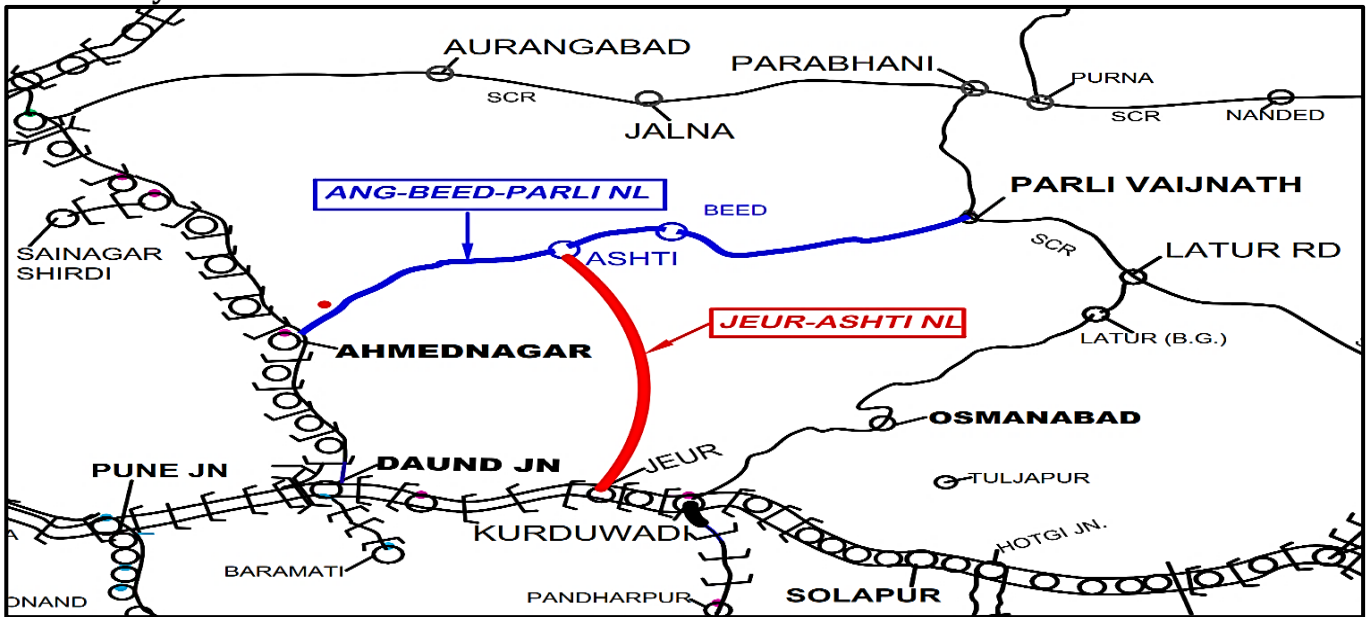 AURANGABAD
PARABHANI
PURNA
SCR
JALNA
SCR
NANDED
ANG-BEED-PARLI NL
BEED
PARLI VAIJNATH
SAINAGAR
SHIRDI
ASHTI
SCR
LATUR RD
JEUR-ASHTI NL
LATUR (B.G.)
AHMEDNAGAR
OSMANABAD
PUNE JN
DAUND JN
JEUR
TULJAPUR
KURDUWADI
HOTGI JN.
BARAMATI
ONAND
PANDHARPUR
SOLAPUR